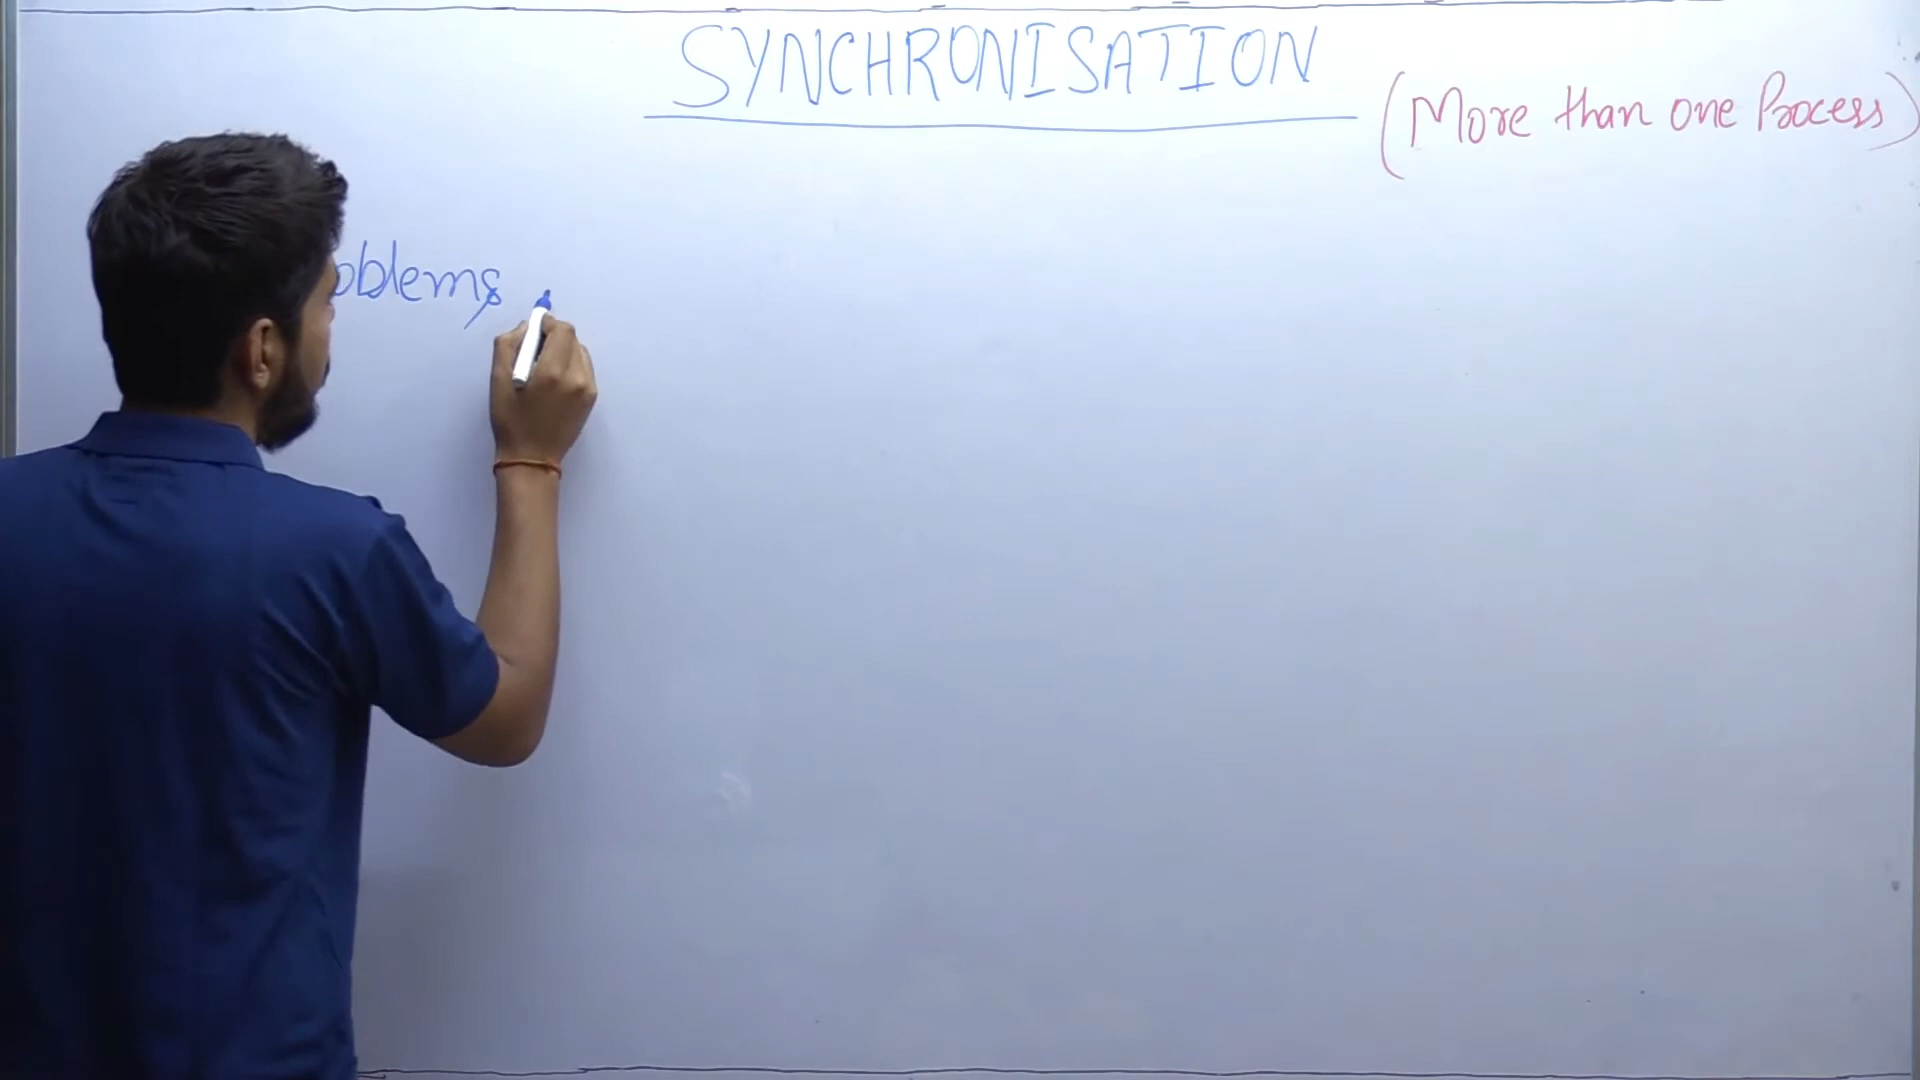 SYNCHRONISATION
(More than one Process)
oblems